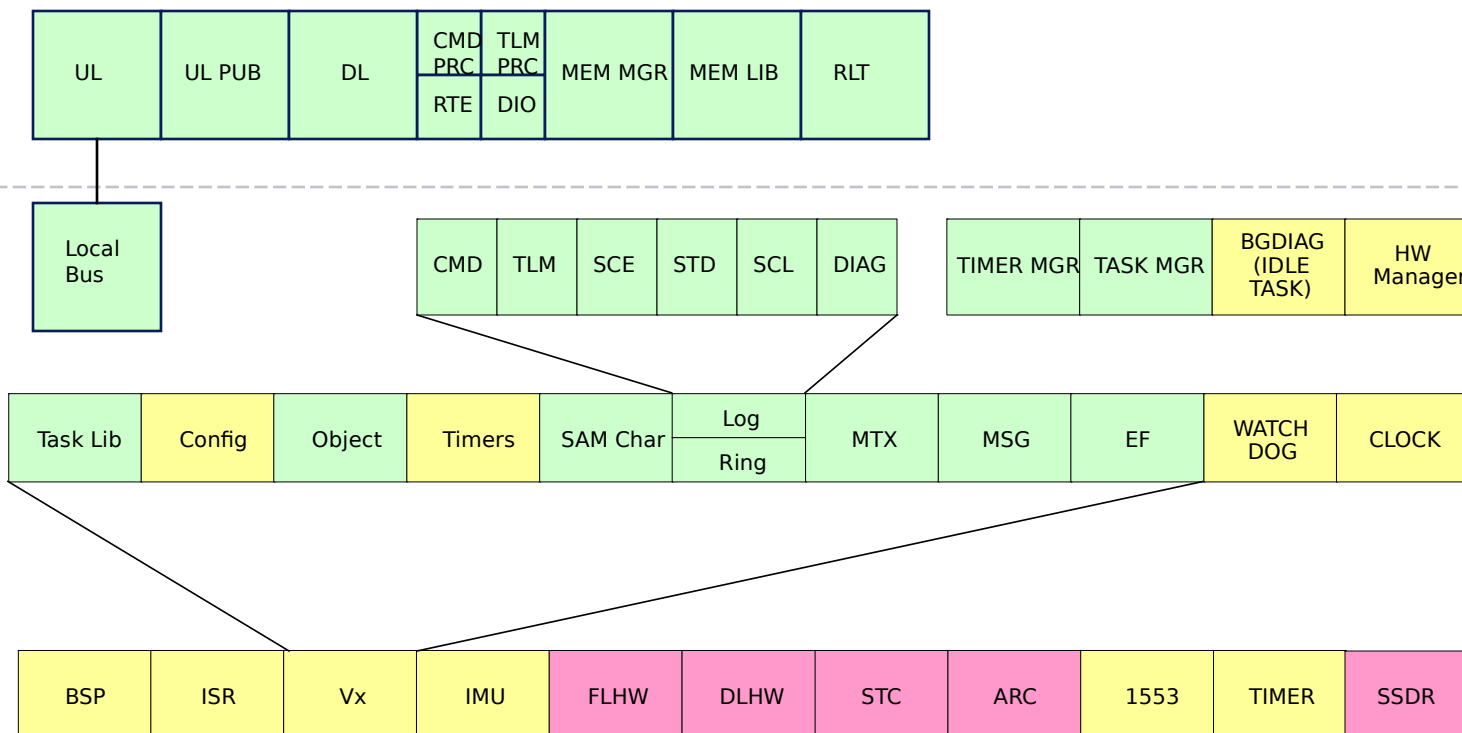 UL
UL PUB
DL
CMD
PRC
TLM
PRC
RTE
DIO
MEM MGR
MEM LIB
RLT
Local
Bus
CMD
TLM
SCE
STD
SCL
DIAG
TIMER MGR
TASK MGR
BGDIAG
(IDLE
TASK)
HW
Manager
Task Lib
Config
Object
Timers
SAM Char
Log
Ring
MTX
MSG
EF
WATCH
DOG
CLOCK
BSP
ISR
Vx
IMU
FLHW
DLHW
STC
ARC
1553
TIMER
SSDR